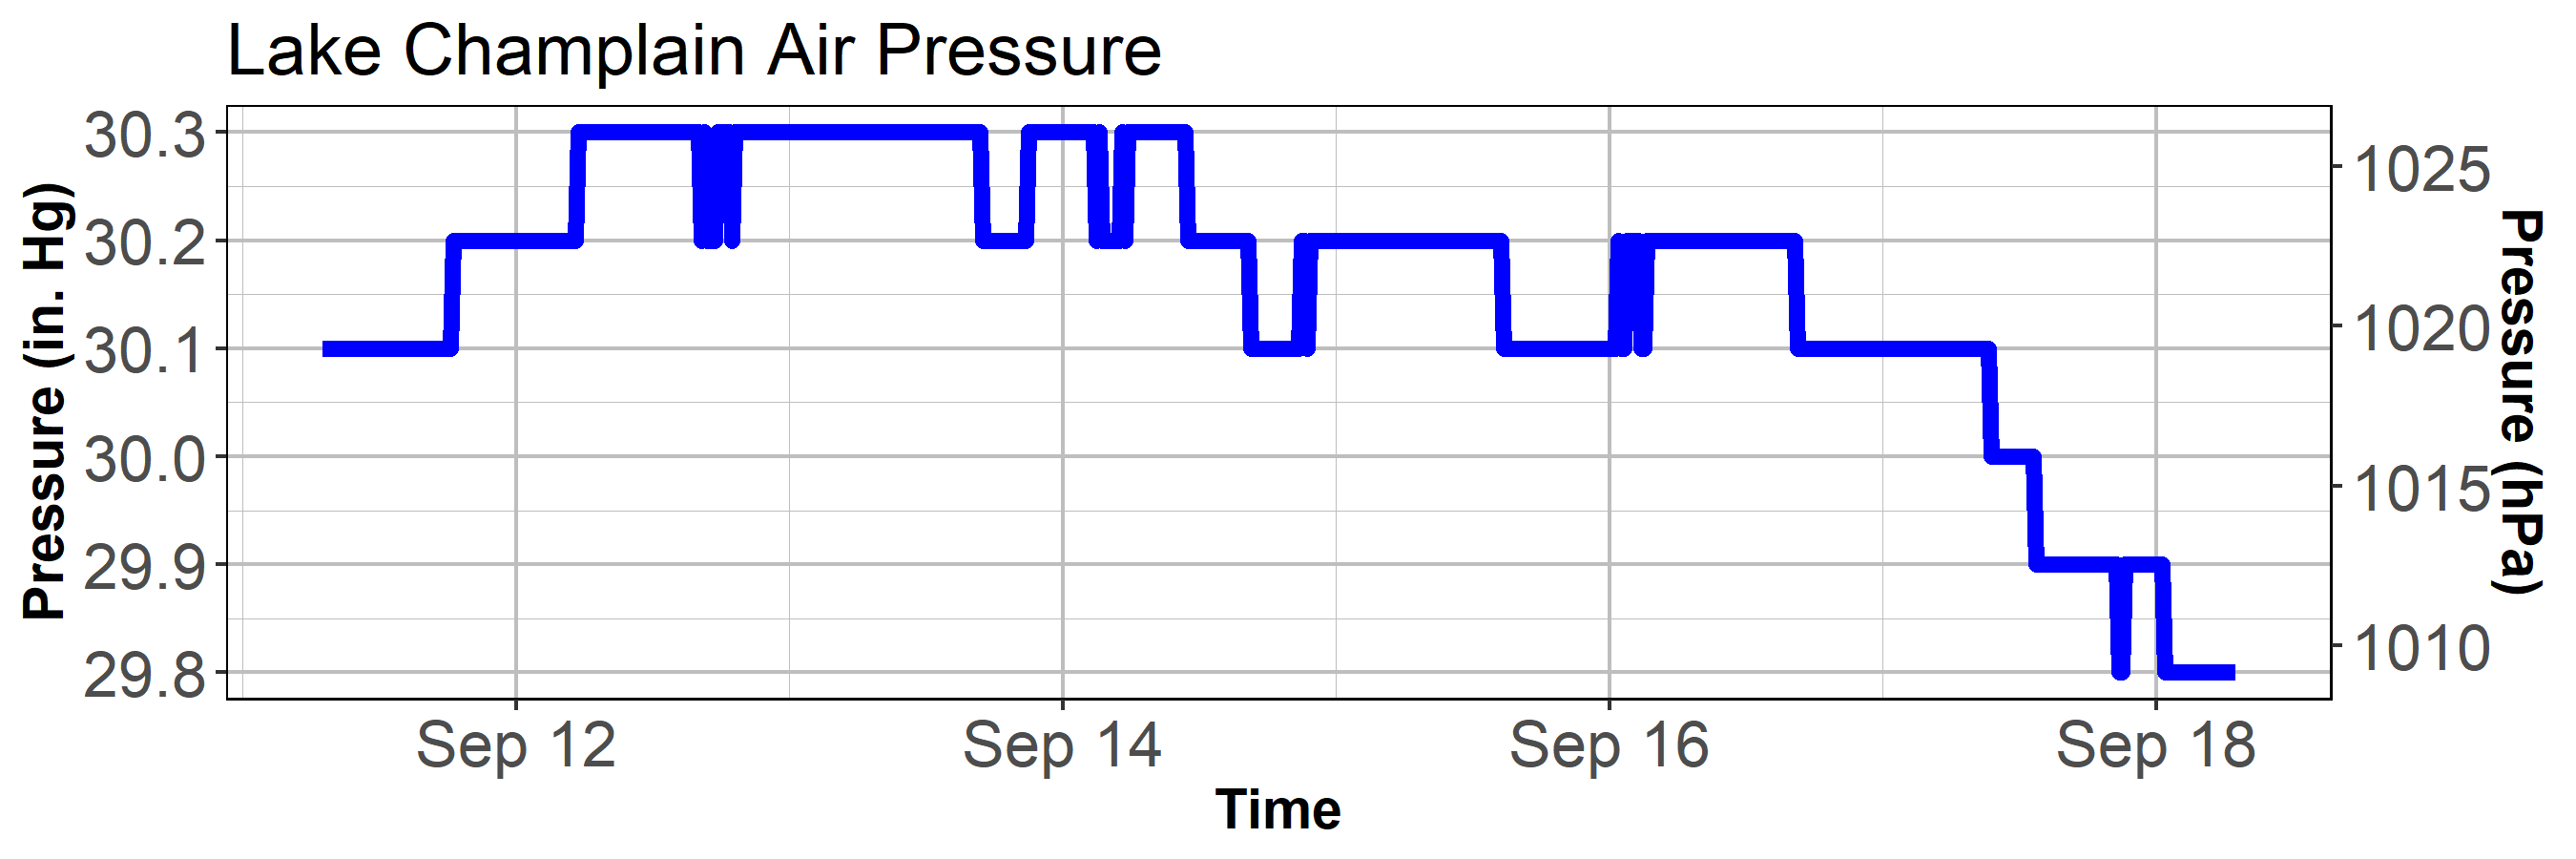 Lake Champlain Air Pressure
Pressure (in. Hg)
30.3
30.2
30.1
30.0
29.9
29.8
1025
1020
1015
1010
Pressure (hPa)
Sep 12 Sep 14 Sep 16 Sep 18
Time